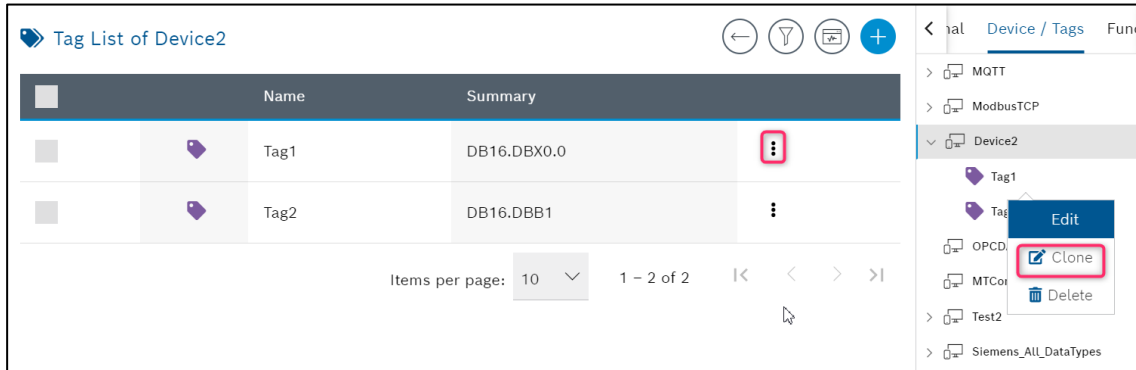 Tag List of Device2
Name Summary
Tag1 DB16.DBX0.0
Tag2 DB16.DBB1
Items per page: 10 1 – 2 of 2
Device / Tags
MQTT
ModbusTCP
Device2
Tag1
Edit
Clone
Delete
Test2
Siemens_All_DataTypes